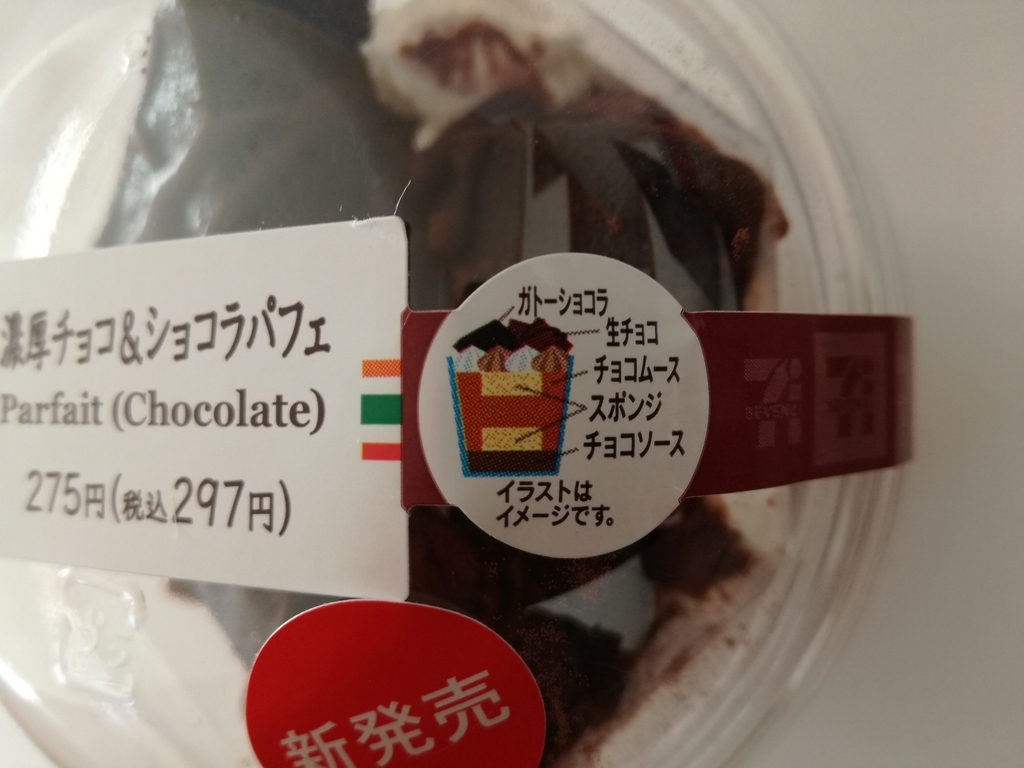 濃厚チョコ&ショコラパフェ
Parfait (Chocolate)
275円(税込297円)
ガトーショコラ
生チョコ
チョコムース
スポンジ
チョコソース
イラストは
イメージです。
新発売